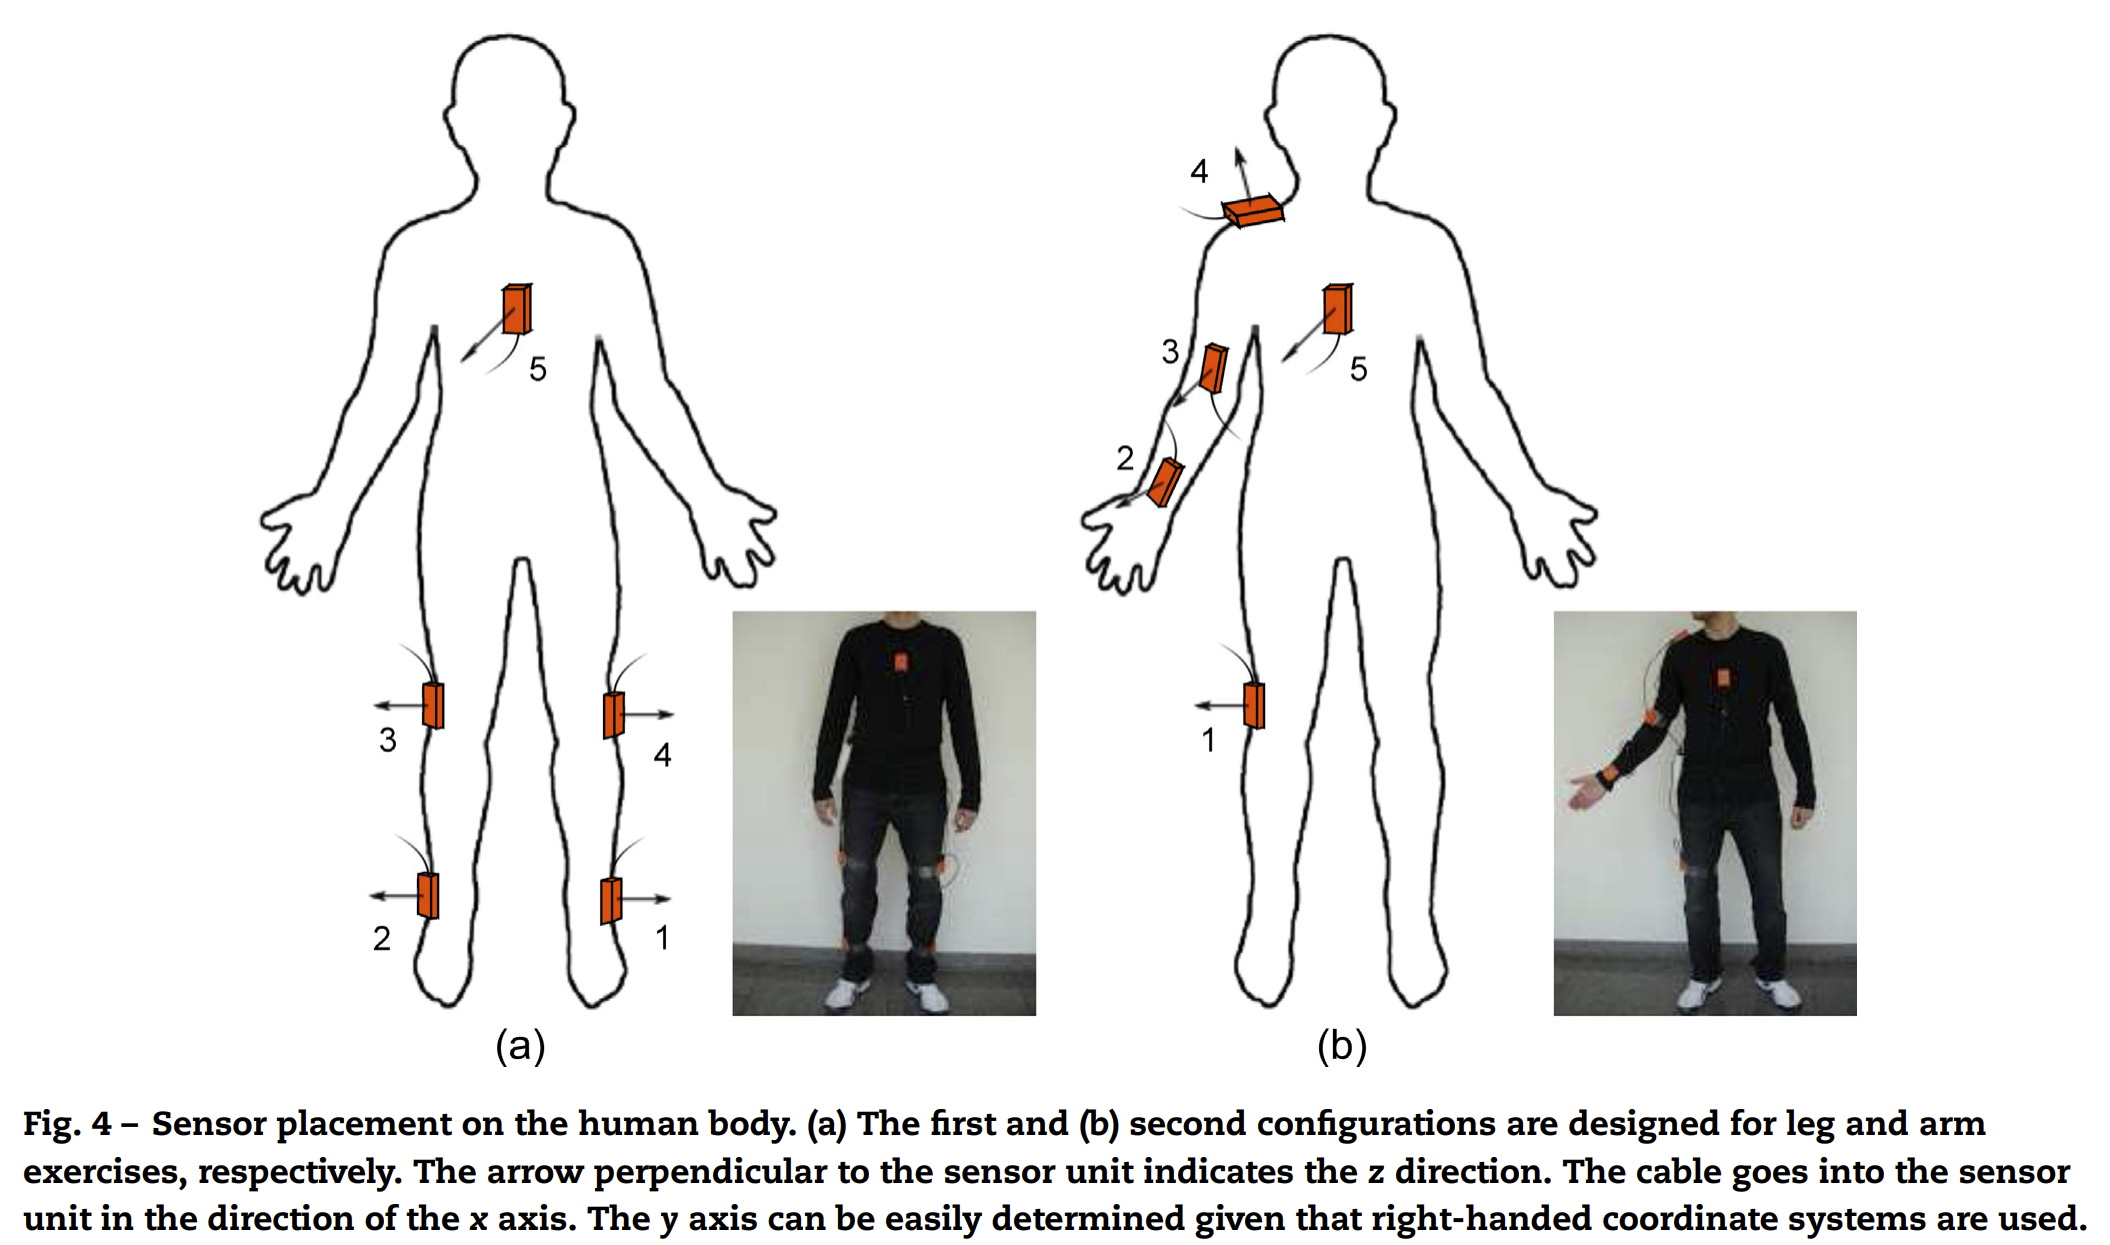 4
3
5
5
2
3
4
1
2
1
(a)
(b)
Fig. 4 – Sensor placement on the human body. (a) The first and (b) second configurations are designed for leg and arm
exercises, respectively. The arrow perpendicular to the sensor unit indicates the z direction. The cable goes into the sensor
unit in the direction of the x axis. The y axis can be easily determined given that right-handed coordinate systems are used.